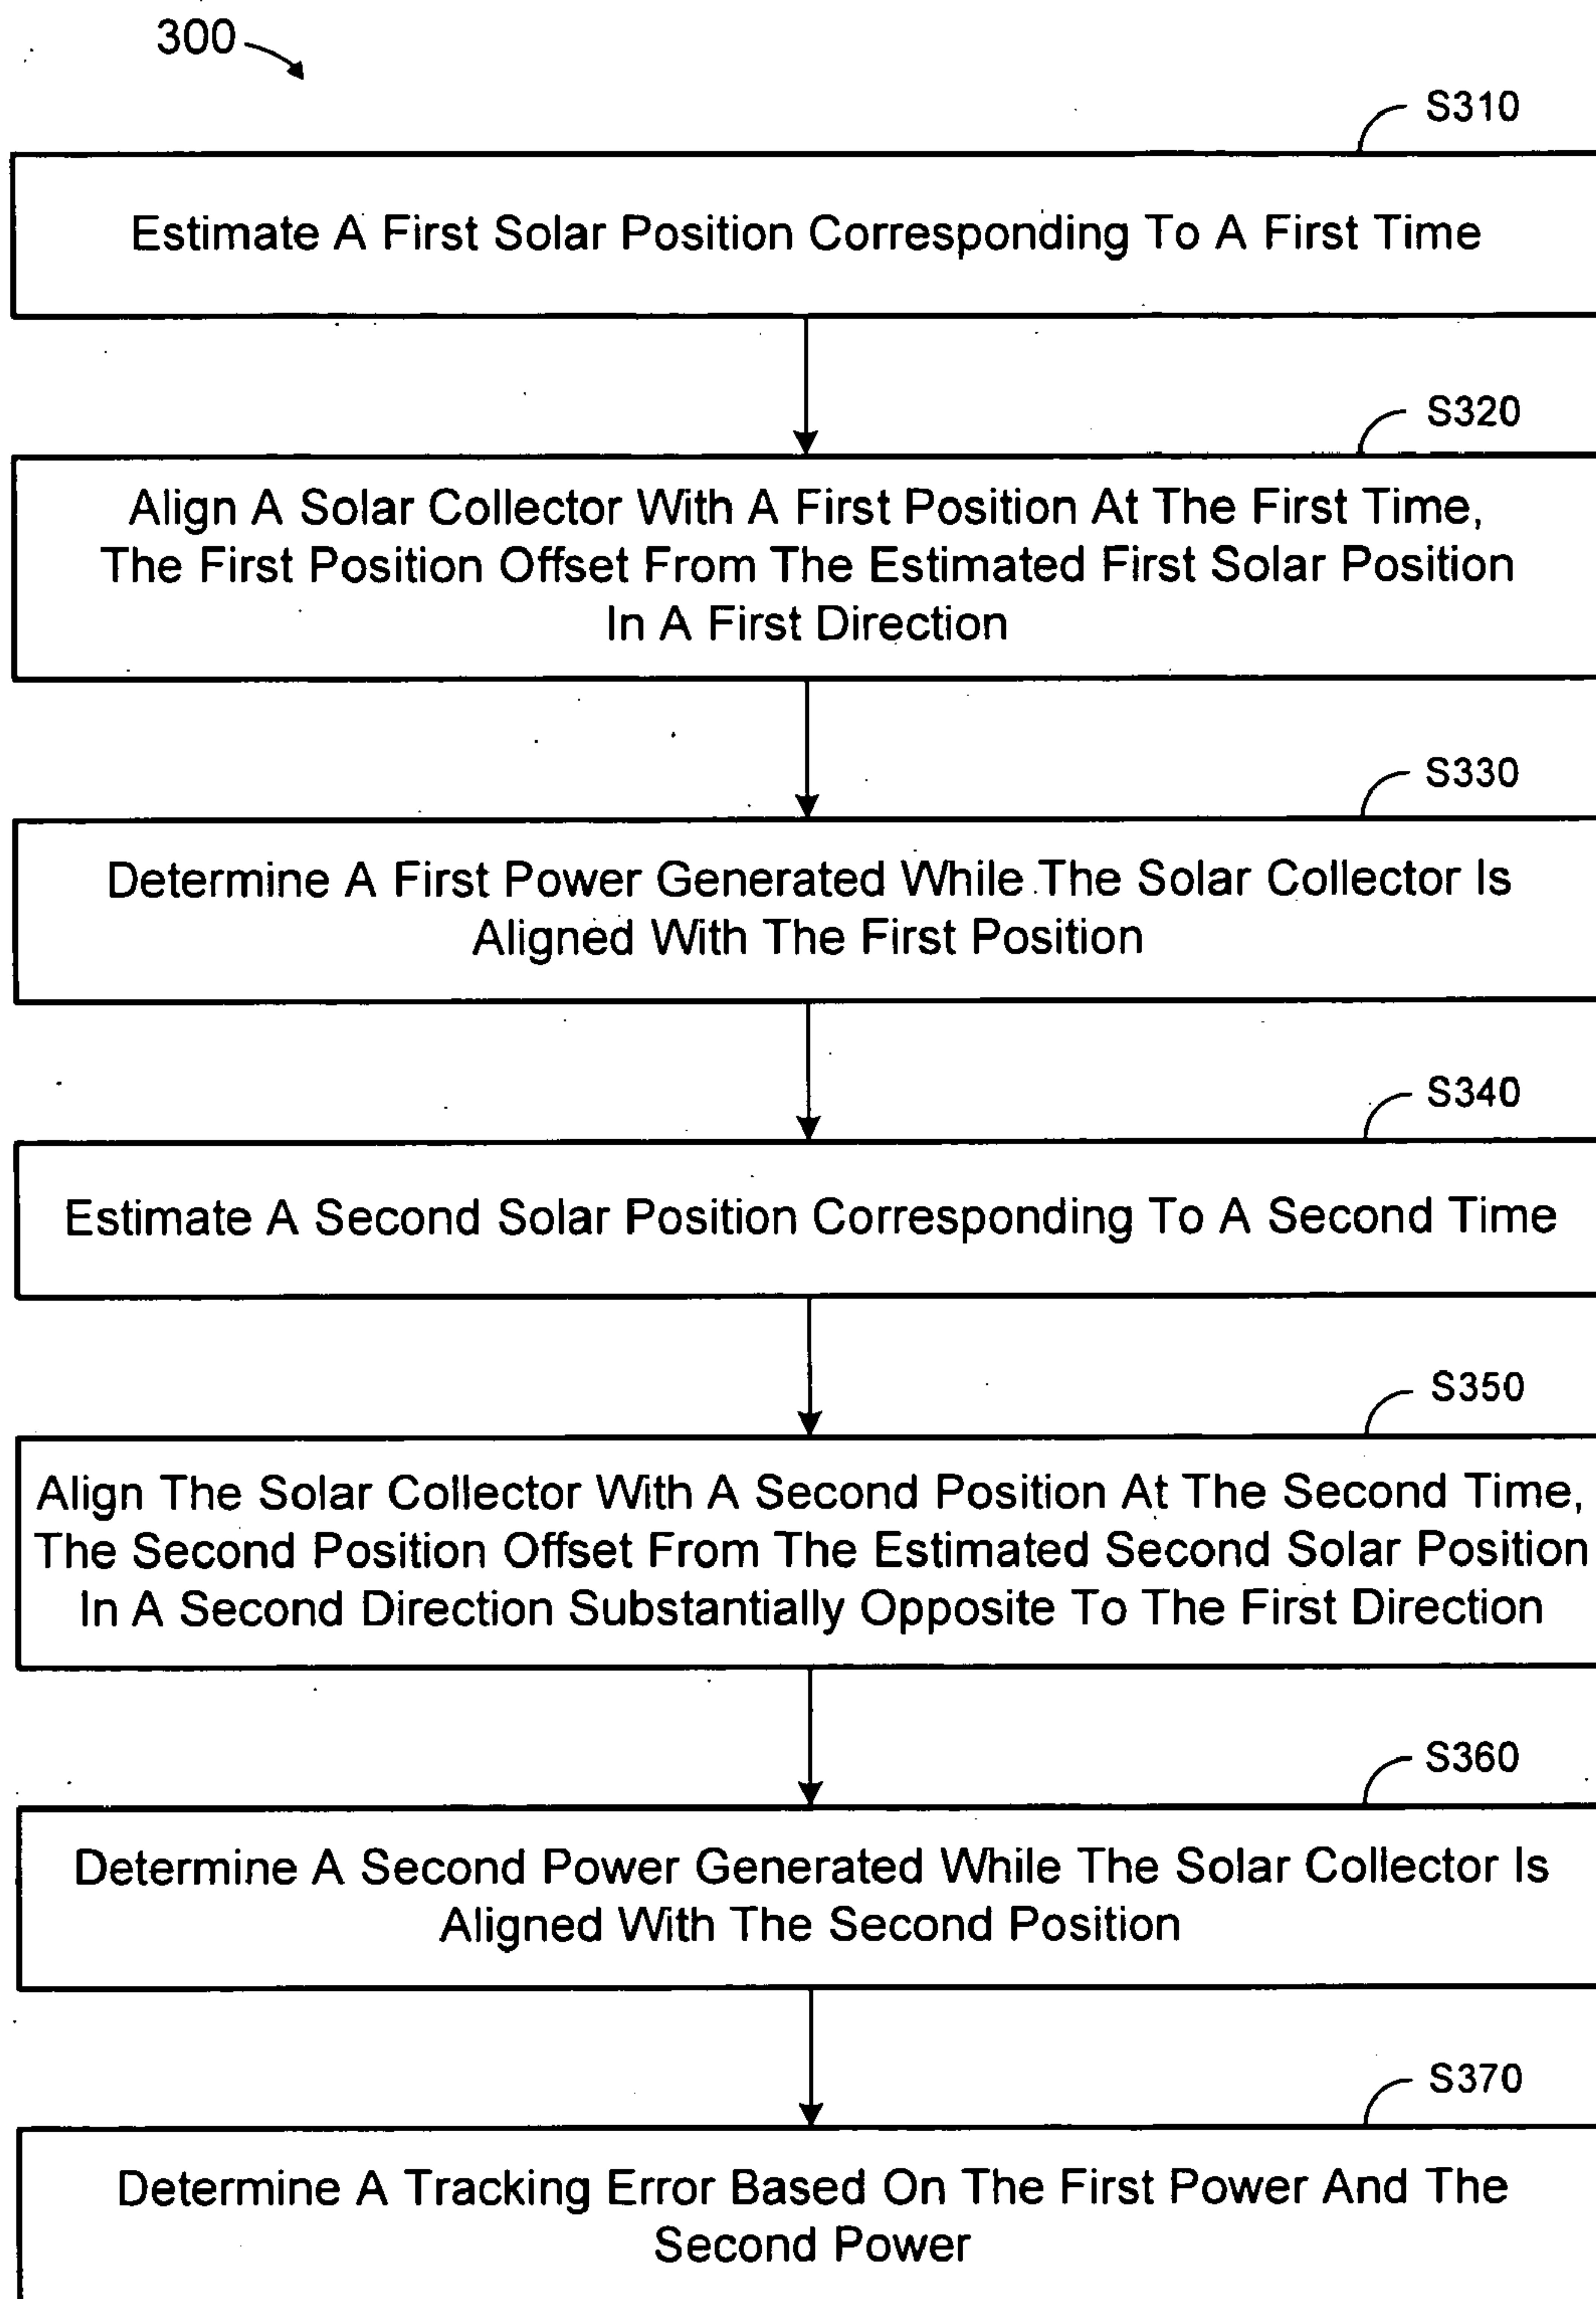 300
S310
Estimate A First Solar Position Corresponding To A First Time
S320
Align A Solar Collector With A First Position At The First Time,
The First Position Offset From The Estimated First Solar Position
In A First Direction
S330
Determine A First Power Generated While The Solar Collector Is
Aligned With The First Position
S340
Estimate A Second Solar Position Corresponding To A Second Time
S350
Align The Solar Collector With A Second Position At The Second Time,
The Second Position Offset From The Estimated Second Solar Position
In A Second Direction Substantially Opposite To The First Direction
S360
Determine A Second Power Generated While The Solar Collector Is
Aligned With The Second Position
S370
Determine A Tracking Error Based On The First Power And The
Second Power